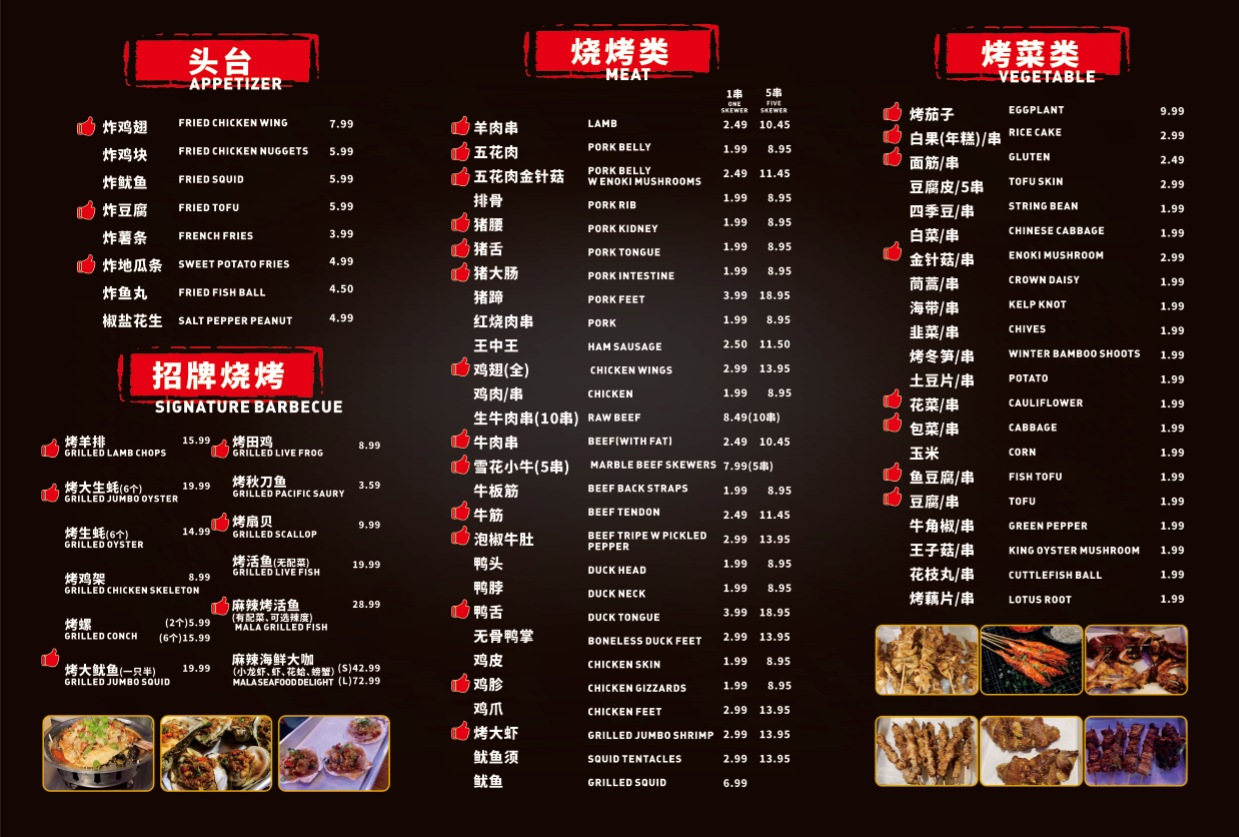 头台
APPETIZER
炸鸡翅 FRIED CHICKEN WING 7.99
炸鸡块 FRIED CHICKEN NUGGETS 5.99
炸鱿鱼 FRIED SQUID 5.99
炸豆腐 FRIED TOFU 5.99
炸薯条 FRENCH FRIES 3.99
炸地瓜条 SWEET POTATO FRIES 4.99
炸鱼丸 FRIED FISH BALL 4.50
椒盐花生 SALT PEPPER PEANUT 4.99
招牌烧烤
SIGNATURE BARBECUE
烤羊排 15.99
GRILLED LAMB CHOPS
烤大生蚝(6个) 19.99
GRILLED JUMBO OYSTER
烤生蚝(6个) 14.99
GRILLED OYSTER
烤鸡架 8.99
GRILLED CHICKEN SKELETON
烤螺 (2个)5.99
GRILLED CONCH (6个)15.99
烤大鱿鱼(一只半) 19.99
GRILLED JUMBO SQUID
烤田鸡 8.99
GRILLED LIVE FROG
烤秋刀鱼 3.59
GRILLED PACIFIC SAURY
烤扇贝 9.99
GRILLED SCALLOP
烤活鱼(无配菜) 19.99
GRILLED LIVE FISH
麻辣烤活鱼 28.99
(有配菜、可选辣度)
MALA GRILLED FISH
麻辣海鲜大咖
(小龙虾、虾、花蛤、螃蟹) (S)42.99
MALA SEAFOOD DELIGHT (L)72.99
烧烤类
MEAT
1串 5串
ONE FIVE
SKEWER SKEWER
羊肉串 LAMB 2.49 10.45
五花肉 PORK BELLY 1.99 8.95
五花肉金针菇 PORK BELLY 2.49 11.45
W ENOKI MUSHROOMS
排骨 PORK RIB 1.99 8.95
猪腰 PORK KIDNEY 1.99 8.95
猪舌 PORK TONGUE 1.99 8.95
猪大肠 PORK INTESTINE 1.99 8.95
猪蹄 PORK FEET 3.99 18.95
红烧肉串 PORK 1.99 8.95
王中王 HAM SAUSAGE 2.50 11.50
鸡翅(全) CHICKEN WINGS 2.99 13.95
鸡肉/串 CHICKEN 1.99 8.95
生牛肉串(10串) RAW BEEF 8.49(10串)
牛肉串 BEEF(WITH FAT) 2.49 10.45
雪花小牛(5串) MARBLE BEEF SKEWERS 7.99(5串)
牛板筋 BEEF BACK STRAPS 1.99 8.95
牛筋 BEEF TENDON 2.49 11.45
泡椒牛肚 BEEF TRIPE W PICKLED 2.99 13.95
PEPPER
鸭头 DUCK HEAD 1.99 8.95
鸭脖 DUCK NECK 1.99 8.95
鸭舌 DUCK TONGUE 3.99 18.95
无骨鸭掌 BONELESS DUCK FEET 2.99 13.95
鸡皮 CHICKEN SKIN 1.99 8.95
鸡胗 CHICKEN GIZZARDS 1.99 8.95
鸡爪 CHICKEN FEET 2.99 13.95
烤大虾 GRILLED JUMBO SHRIMP 2.99 13.95
鱿鱼须 SQUID TENTACLES 2.99 13.95
鱿鱼 GRILLED SQUID 6.99
烤菜类
VEGETABLE
烤茄子 EGGPLANT 9.99
白果(年糕)/串 RICE CAKE 2.99
面筋/串 GLUTEN 2.49
豆腐皮/5串 TOFU SKIN 2.99
四季豆/串 STRING BEAN 1.99
白菜/串 CHINESE CABBAGE 1.99
金针菇/串 ENOKI MUSHROOM 2.99
茼蒿/串 CROWN DAISY 1.99
海带/串 KELP KNOT 1.99
韭菜/串 CHIVES 1.99
烤冬笋/串 WINTER BAMBOO SHOOTS 1.99
土豆片/串 POTATO 1.99
花菜/串 CAULIFLOWER 1.99
包菜/串 CABBAGE 1.99
玉米 CORN 1.99
鱼豆腐/串 FISH TOFU 1.99
豆腐/串 TOFU 1.99
牛角椒/串 GREEN PEPPER 1.99
王子菇/串 KING OYSTER MUSHROOM 1.99
花枝丸/串 CUTTLEFISH BALL 1.99
烤藕片/串 LOTUS ROOT 1.99